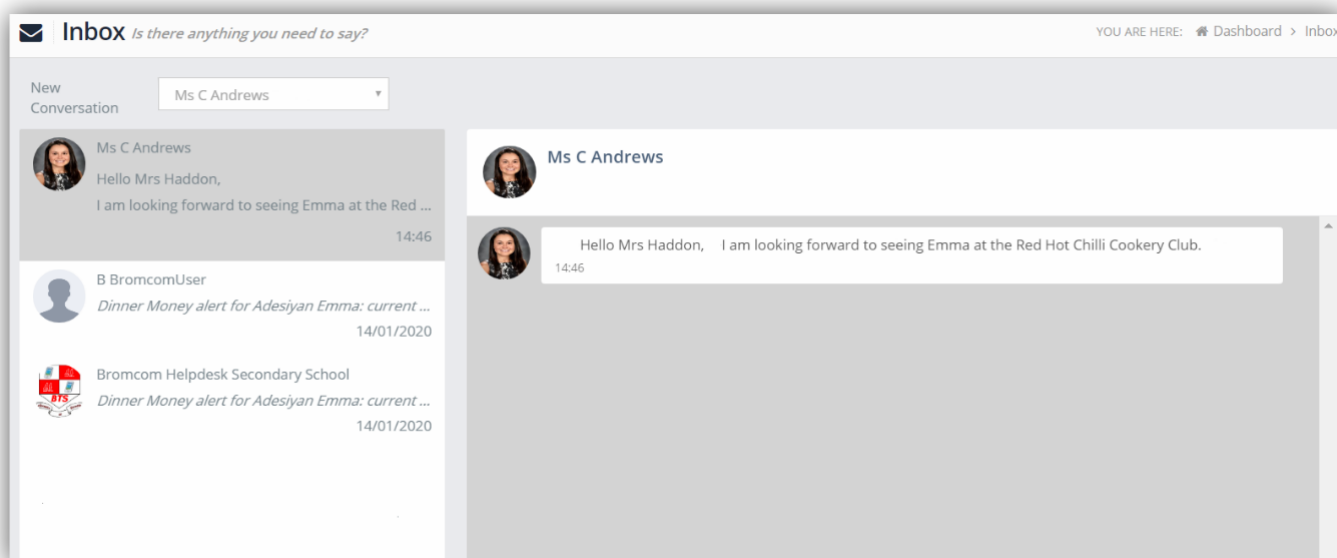 Inbox Is there anything you need to say?
YOU ARE HERE: Dashboard > Inbox
New
Conversation
Ms C Andrews
Ms C Andrews
Hello Mrs Haddon,
I am looking forward to seeing Emma at the Red ...
14:46
B BromcomUser
Dinner Money alert for Adesiyan Emma: current ...
14/01/2020
BTS
Bromcom Helpdesk Secondary School
Dinner Money alert for Adesiyan Emma: current ...
14/01/2020
Ms C Andrews
Hello Mrs Haddon, I am looking forward to seeing Emma at the Red Hot Chilli Cookery Club.
14:46